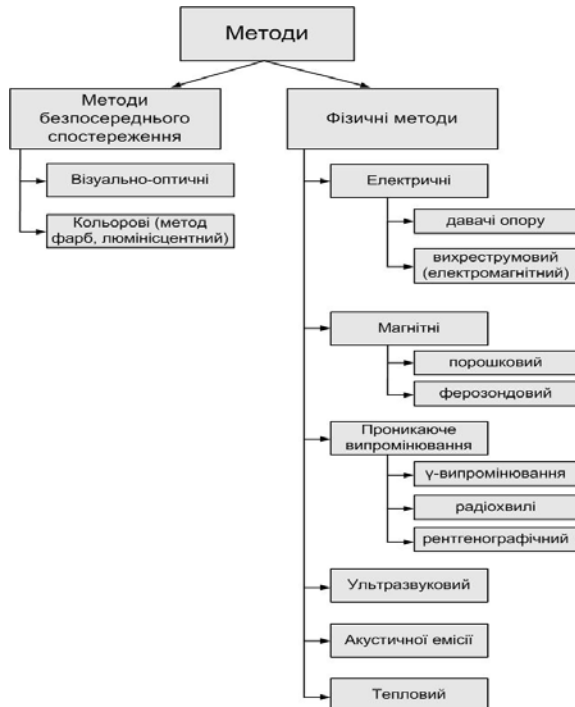 Методи
Методи
безпосереднього
спостереження
Візуально-оптичні
Кольорові (метод
фарб, люмінісцентний)
Фізичні методи
Електричні
давачі опору
вихреструмовий
(електромагнітний)
Магнітні
порошковий
ферозондовий
Проникаюче
випромінювання
γ-випромінювання
радіохвилі
рентгенографічний
Ультразвуковий
Акустичної емісії
Тепловий